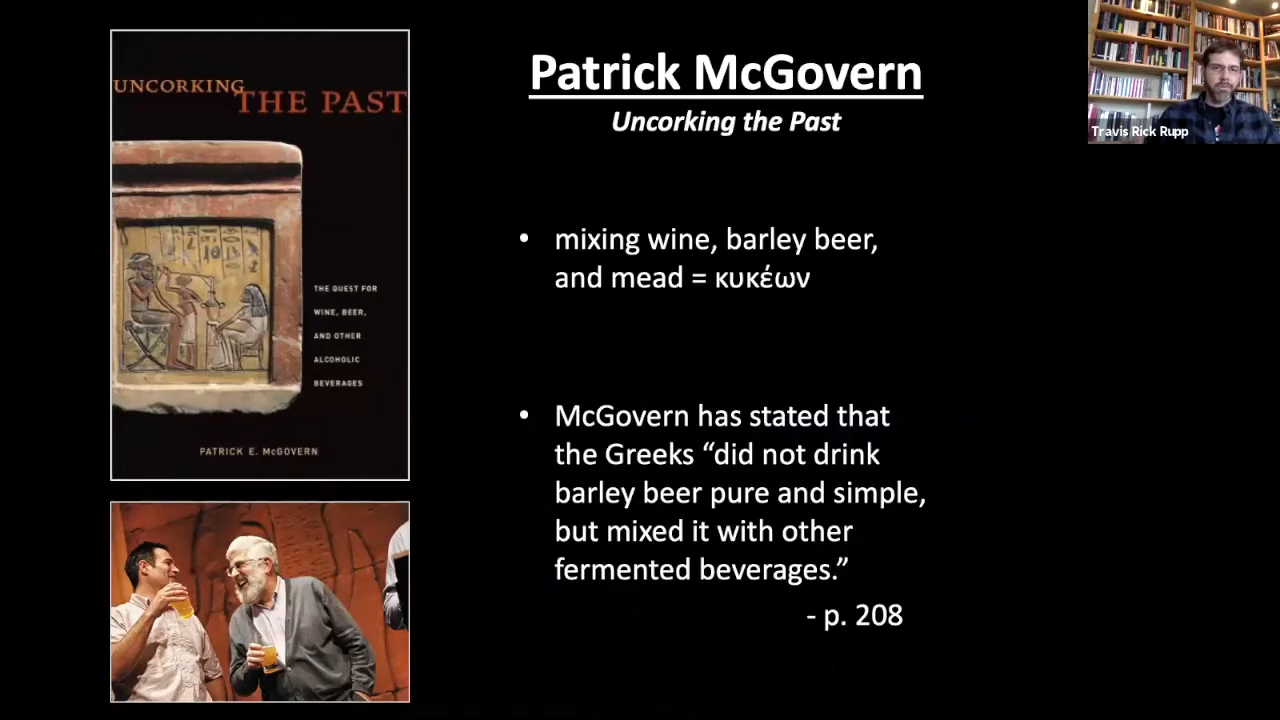 UNCORKING
THE PAST
THE QUEST FOR
WINE, BEER,
AND OTHER
ALCOHOLIC
BEVERAGES
PATRICK E. McGOVERN
Patrick McGovern
Uncorking the Past
• mixing wine, barley beer,
and mead = κυκέων
• McGovern has stated that
the Greeks “did not drink
barley beer pure and simple,
but mixed it with other
fermented beverages.”
- p. 208
Travis Rick Rupp